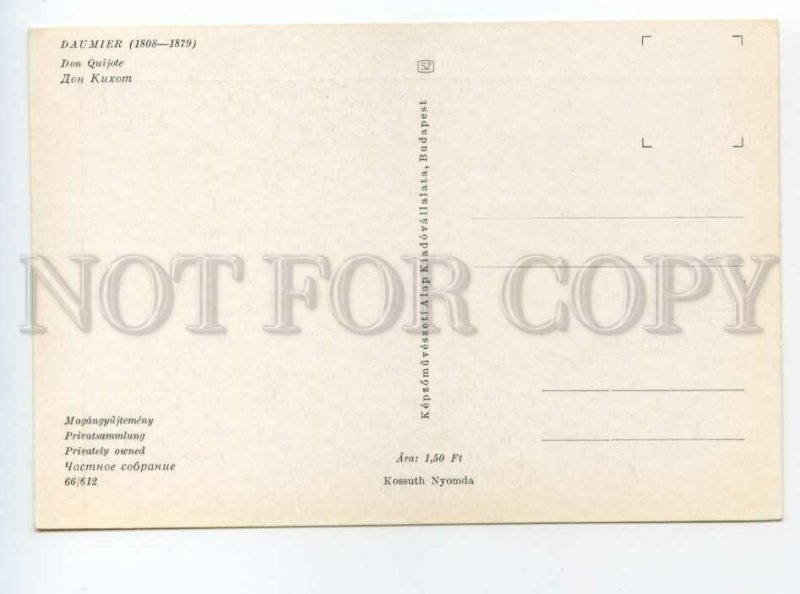 DAUMIER (1808—1879)
Don Quijote
Дон Кихот
SZ
Képzőművészeti Alap Kiadóvállalata, Budapest
NOT FOR COPY
Magángyűjtemény
Privatsammlung
Privately owned
Частное собрание
66/612
Ára: 1,50 Ft
Kossuth Nyomda